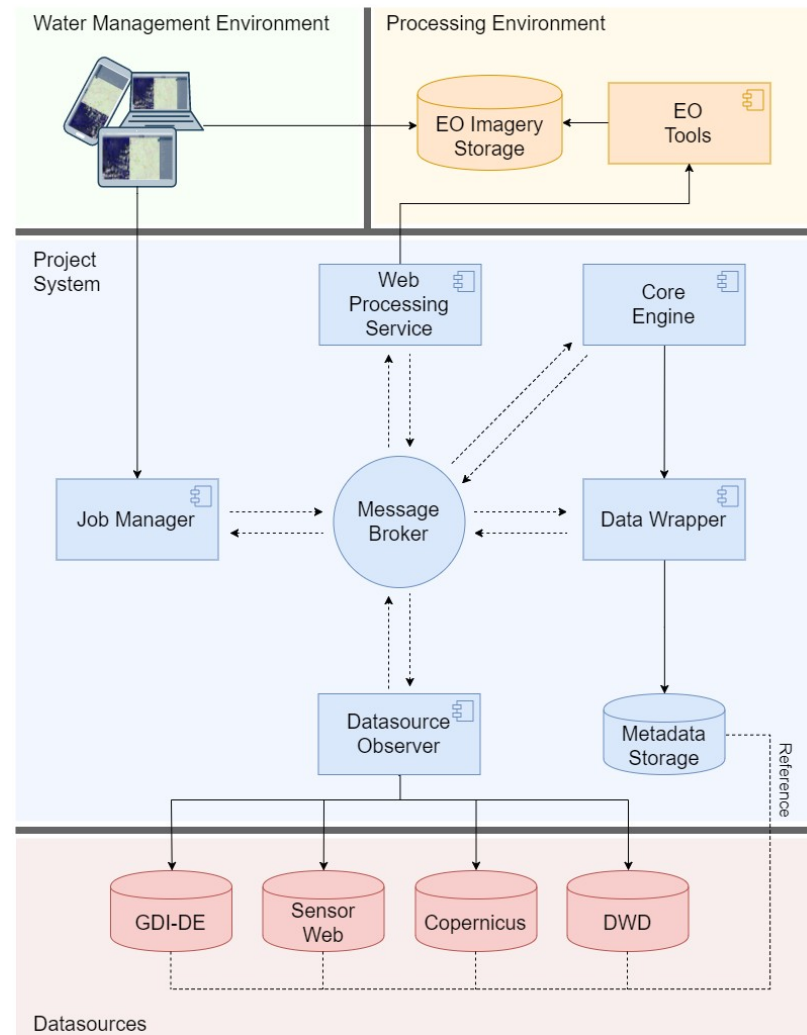 Water Management Environment
Processing Environment
EO Imagery
Storage
EO
Tools
Project
System
Web
Processing
Service
Core
Engine
Job Manager
Message
Broker
Data Wrapper
Datasource
Observer
Metadata
Storage
Reference
GDI-DE
Sensor
Web
Copernicus
DWD
Datasources